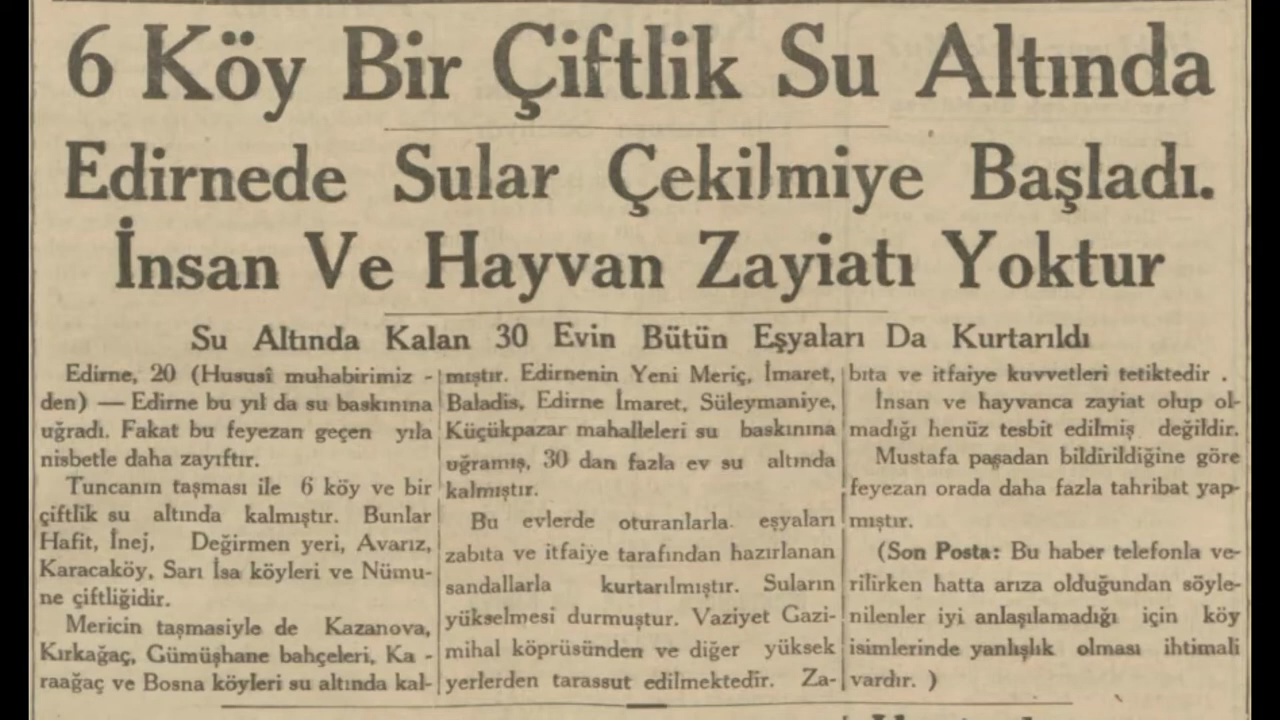 6 Köy Bir Çiftlik Su Altında
Edirnede Sular Çekilmiye Başladı.
İnsan Ve Hayvan Zayiatı Yoktur
Su Altında Kalan 30 Evin Bütün Eşyaları Da Kurtarıldı
Edirne, 20 (Hususî muhabirimiz -
den) — Edirne bu yıl da su baskınına
uğradı. Fakat bu feyezan geçen yıla
nisbetle daha zayıftır.
Tuncanın taşması ile 6 köy ve bir
çiftlik su altında kalmıştır. Bunlar
Hafit, İnej, Değirmen yeri, Avarız,
Karacaköy, Sarı İsa köyleri ve Nümu-
ne çiftliğidir.
Mericin taşmasiyle de Kazanova,
Kırkağaç, Gümüşhane bahçeleri, Ka -
raağaç ve Bosna köyleri su altında kal-
mıştır. Edirnenin Yeni Meriç, İmaret,
Baladis, Edirne İmaret, Süleymaniye,
Küçükpazar mahalleleri su baskınına
uğramış, 30 dan fazla ev su altında
kalmıştır.
Bu evlerde oturanlarla eşyaları
zabıta ve itfaiye tarafından hazırlanan
sandallarla kurtarılmıştır. Suların
yükselmesi durmuştur. Vaziyet Gazi-
mihal köprüsünden ve diğer yüksek
yerlerden tarassut edilmektedir. Za-
bıta ve itfaiye kuvvetleri tetiktedir .
İnsan ve hayvanca zayiat olup ol-
madığı henüz tesbit edilmiş değildir.
Mustafa paşadan bildirildiğine göre
feyezan orada daha fazla tahribat yap-
mıştır.
(Son Posta: Bu haber telefonla ve-
rilirken hatta arıza olduğundan söyle-
nilenler iyi anlaşılamadığı için köy
isimlerinde yanlışlık olması ihtimali
vardır. )